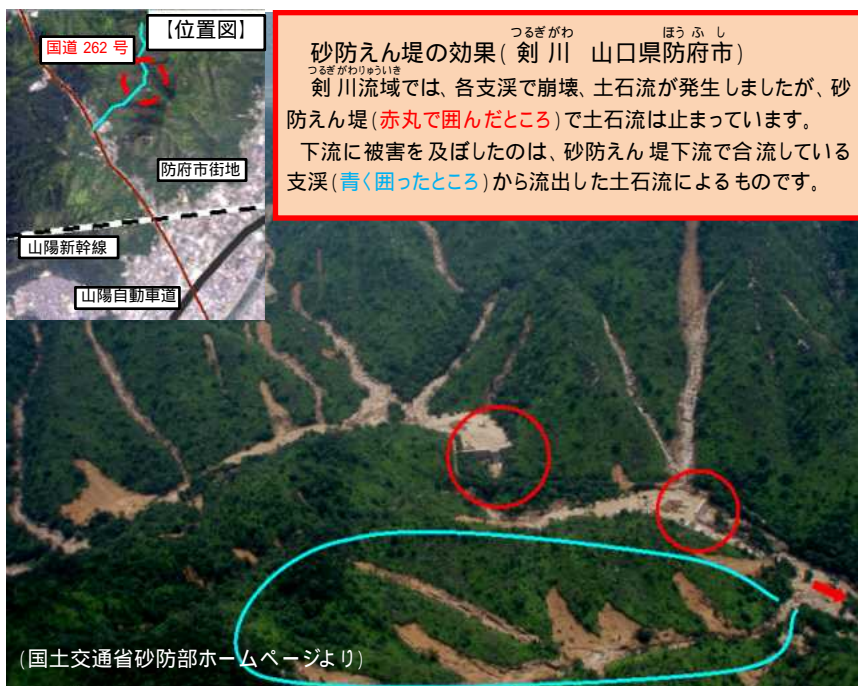 【位置図】
国道 262 号
防府市街地
山陽新幹線
山陽自動車道
つるぎがわ ほうふし
砂防えん堤の効果(剣川 山口県防府市)
つるぎがわりゅういき
剣川流域では、各支渓で崩壊、土石流が発生しましたが、砂
防えん堤(赤丸で囲んだところ)で土石流は止まっています。
下流に被害を及ぼしたのは、砂防えん堤下流で合流している
支渓(青く囲ったところ)から流出した土石流によるものです。
(国土交通省砂防部ホームページより)